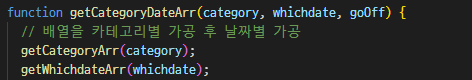 function getCategoryDateArr(category, whichdate, goOff) {
// 배열을 카테고리별 가공 후 날짜별 가공
getCategoryArr(category);
getWhichdateArr(whichdate);